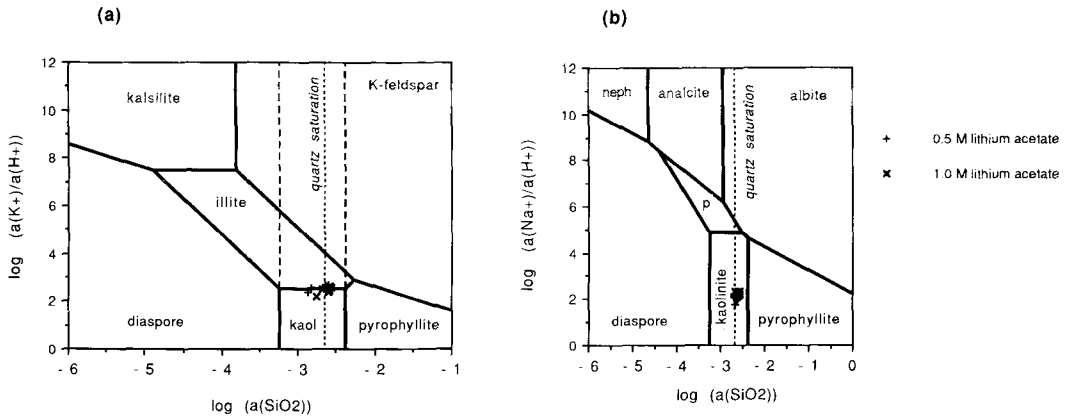 (a)
log (a(K+)/a(H+))
12
10
8
6
4
2
0
kalsilite
K-feldspar
quartz saturation
illite
diaspore
kaol
pyrophyllite
- 6
- 5
- 4
- 3
- 2
- 1
log (a(SiO2))
(b)
log (a(Na+)/a(H+))
12
10
8
6
4
2
0
neph
analcite
albite
quartz saturation
p
kaolinite
diaspore
pyrophyllite
- 6
- 5
- 4
- 3
- 2
- 1
0
log (a(SiO2))
+ 0.5 M lithium acetate
× 1.0 M lithium acetate